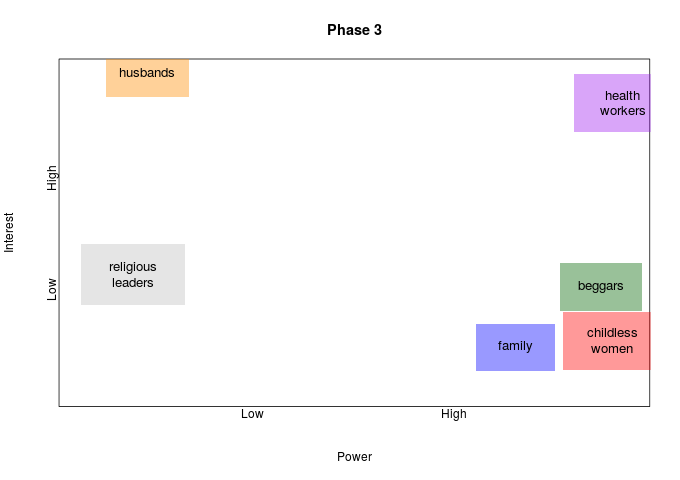 Phase 3
husbands
health
workers
High
Interest
religious
leaders
Low
beggars
childless
women
family
Low
High
Power